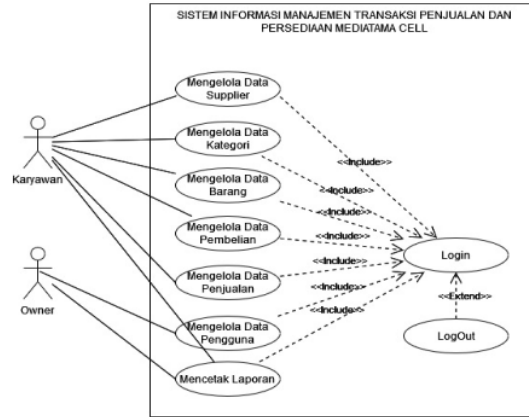 SISTEM INFORMASI MANAJEMEN TRANSAKSI PENJUALAN DAN
PERSEDIAAN MEDIATAMA CELL
Mengelola Data
Supplier
Mengelola Data
Kategori
<<Include>>
Karyawan
Mengelola Data
Barang
<<Include>>
<<Include>>
Mengelola Data
Pembelian
<<Include>>
Login
Mengelola Data
Penjualan
<<Include>>
<<Include>>
<<Extend>>
Owner
Mengelola Data
Pengguna
<<Include>>
LogOut
Mencetak Laporan